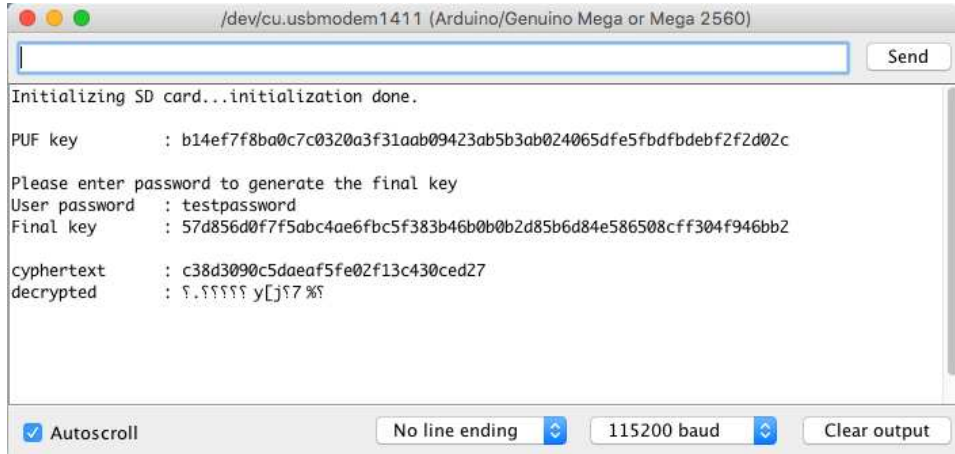 /dev/cu.usbmodem1411 (Arduino/Genuino Mega or Mega 2560)
Send
Initializing SD card...initialization done.
PUF key : b14ef7f8ba0c7c0320a3f31aab09423ab5b3ab024065dfe5fbdfbdebf2f2d02c
Please enter password to generate the final key
User password : testpassword
Final key : 57d856d0f7f5abc4ae6fbc5f383b46b0b0b2d85b6d84e586508cff304f946bb2
cyphertext : c38d3090c5daeaf5fe02f13c430ced27
decrypted : ⸮.⸮⸮⸮⸮⸮ y[j⸮7 %⸮
Autoscroll
No line ending
115200 baud
Clear output